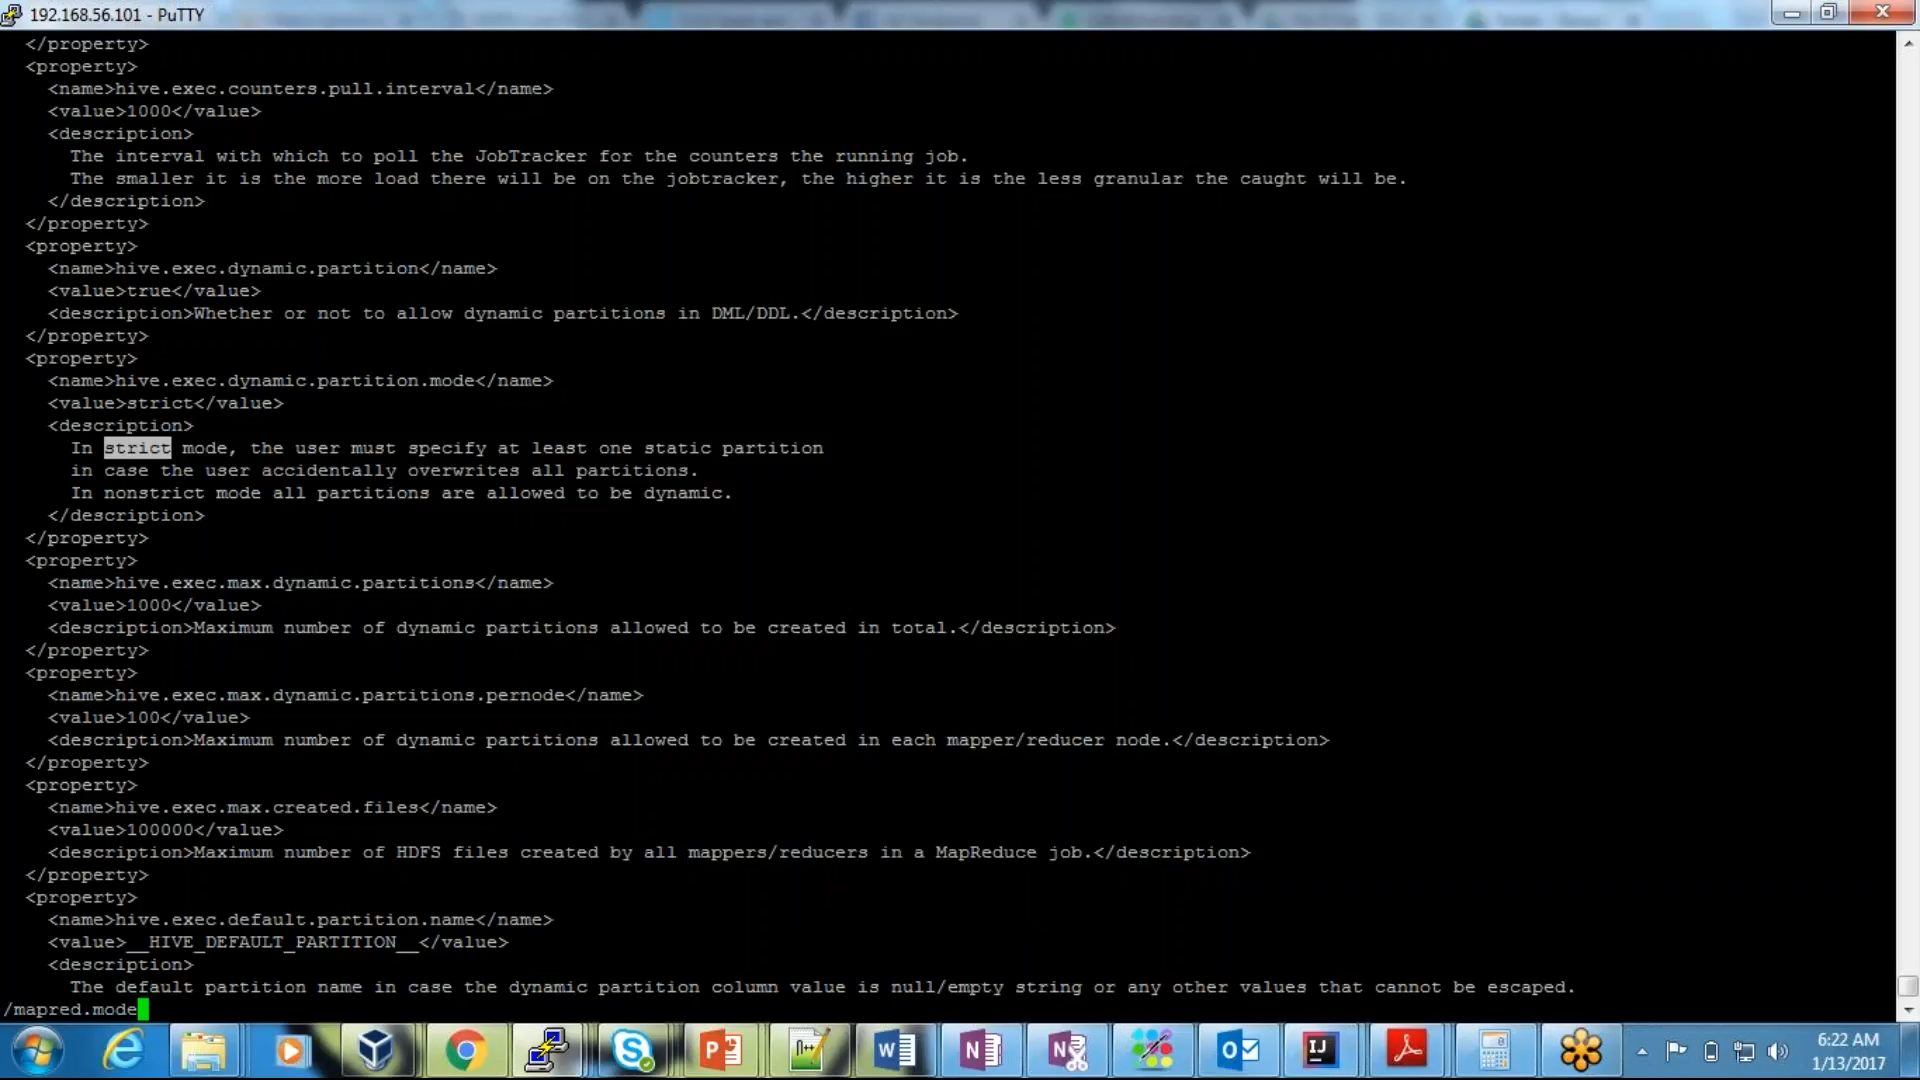 192.168.56.101 - PuTTY
</property>
<property>
<name>hive.exec.counters.pull.interval</name>
<value>1000</value>
<description>
The interval with which to poll the JobTracker for the counters the running job.
The smaller it is the more load there will be on the jobtracker, the higher it is the less granular the caught will be.
</description>
</property>
<property>
<name>hive.exec.dynamic.partition</name>
<value>true</value>
<description>Whether or not to allow dynamic partitions in DML/DDL.</description>
</property>
<property>
<name>hive.exec.dynamic.partition.mode</name>
<value>strict</value>
<description>
In strict mode, the user must specify at least one static partition
in case the user accidentally overwrites all partitions.
In nonstrict mode all partitions are allowed to be dynamic.
</description>
</property>
<property>
<name>hive.exec.max.dynamic.partitions</name>
<value>1000</value>
<description>Maximum number of dynamic partitions allowed to be created in total.</description>
</property>
<property>
<name>hive.exec.max.dynamic.partitions.pernode</name>
<value>100</value>
<description>Maximum number of dynamic partitions allowed to be created in each mapper/reducer node.</description>
</property>
<property>
<name>hive.exec.max.created.files</name>
<value>100000</value>
<description>Maximum number of HDFS files created by all mappers/reducers in a MapReduce job.</description>
</property>
<property>
<name>hive.exec.default.partition.name</name>
<value>__HIVE_DEFAULT_PARTITION__</value>
<description>
The default partition name in case the dynamic partition column value is null/empty string or any other values that cannot be escaped.
/mapred.mode
6:22 AM
1/13/2017